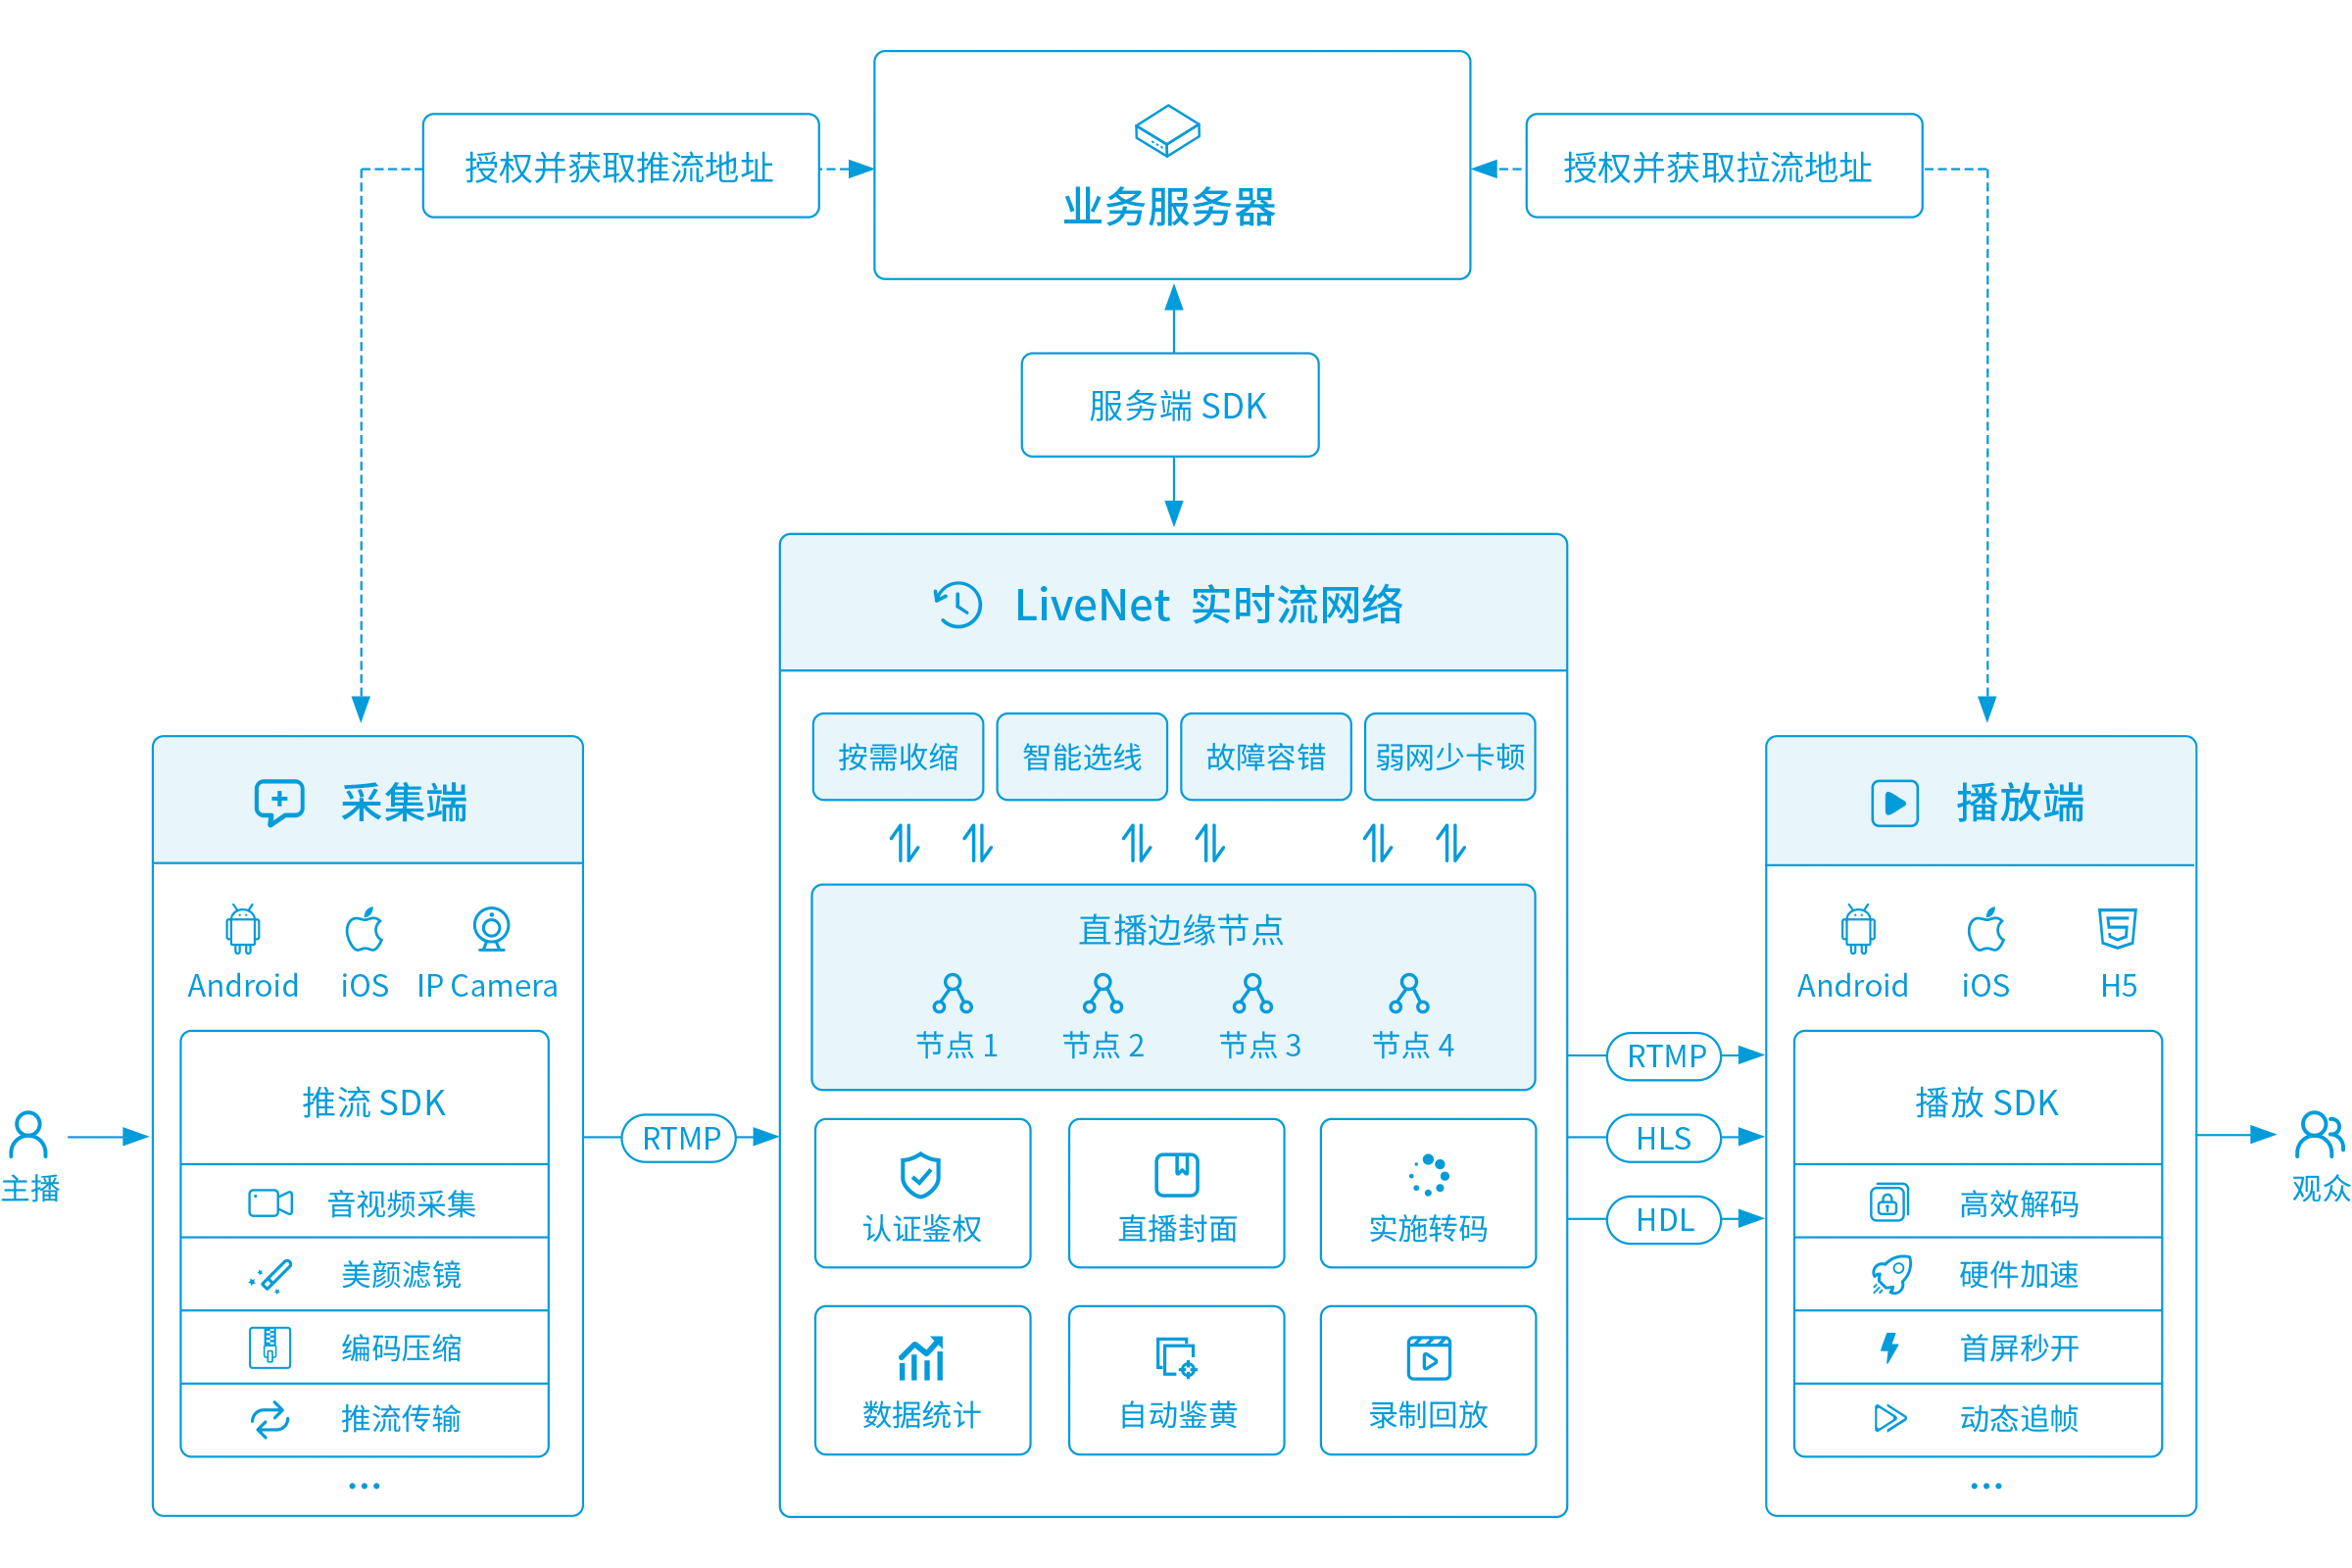 授权并获取推流地址
业务服务器
授权并获取拉流地址
服务端 SDK
LiveNet 实时流网络
按需收缩
智能选线
故障容错
弱网少卡顿
直播边缘节点
节点 1
节点 2
节点 3
节点 4
认证鉴权
直播封面
实施转码
数据统计
自动鉴黄
录制回放
采集端
Android
iOS
IP Camera
推流 SDK
音视频采集
美颜滤镜
编码压缩
推流传输
...
主播
RTMP
RTMP
HLS
HDL
播放端
Android
iOS
H5
播放 SDK
高效解码
硬件加速
首屏秒开
动态追帧
...
观众